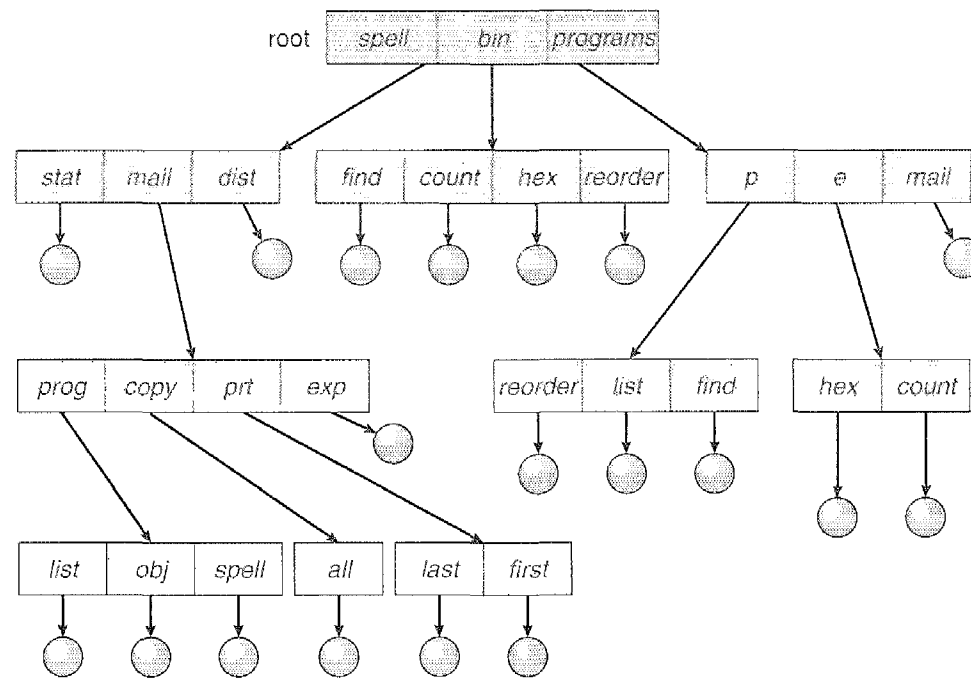 root spell bin programs
stat mail dist find count hex reorder p e mail
prog copy prt exp reorder list find hex count
list obj spell all last first